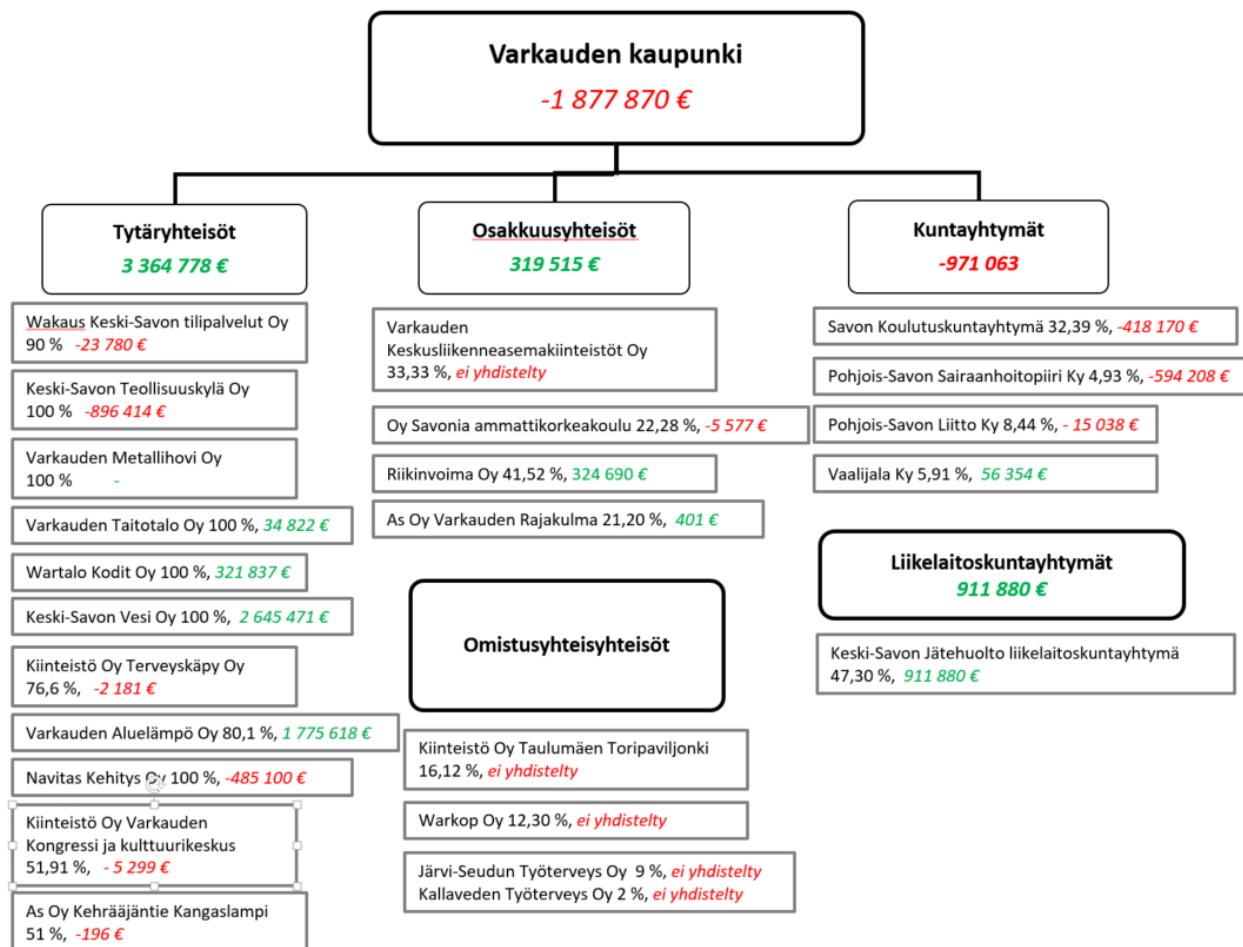 Varkauden kaupunki
-1 877 870 €
Tytäryhteisöt
3 364 778 €
Wakaus Keski-Savon tilipalvelut Oy
90 % -23 780 €
Keski-Savon Teollisuuskylä Oy
100 % -896 414 €
Varkauden Metallihovi Oy
100 % -
Varkauden Taitotalo Oy 100 %, 34 822 €
Wartalo Kodit Oy 100 %, 321 837 €
Keski-Savon Vesi Oy 100 %, 2 645 471 €
Kiinteistö Oy Terveyskäpy Oy
76,6 %, -2 181 €
Varkauden Aluelämpö Oy 80,1 %, 1 775 618 €
Navitas Kehitys Oy 100 %, -485 100 €
Kiinteistö Oy Varkauden
Kongressi ja kulttuurikeskus
51,91 %, - 5 299 €
As Oy Kehrääjäntie Kangaslampi
51 %, -196 €
Osakkuusyhteisöt
319 515 €
Varkauden
Keskusliikenneasemakiinteistöt Oy
33,33 %, ei yhdistelty
Oy Savonia ammattikorkeakoulu 22,28 %, -5 577 €
Riikinvoima Oy 41,52 %, 324 690 €
As Oy Varkauden Rajakulma 21,20 %, 401 €
Omistusyhteisyhteisöt
Kiinteistö Oy Taulumäen Toripaviljonki
16,12 %, ei yhdistelty
Warkop Oy 12,30 %, ei yhdistelty
Järvi-Seudun Työterveys Oy 9 %, ei yhdistelty
Kallaveden Työterveys Oy 2 %, ei yhdistelty
Kuntayhtymät
-971 063
Savon Koulutuskuntayhtymä 32,39 %, -418 170 €
Pohjois-Savon Sairaanhoitopiiri Ky 4,93 %, -594 208 €
Pohjois-Savon Liitto Ky 8,44 %, - 15 038 €
Vaalijala Ky 5,91 %, 56 354 €
Liikelaitoskuntayhtymät
911 880 €
Keski-Savon Jätehuolto liikelaitoskuntayhtymä
47,30 %, 911 880 €